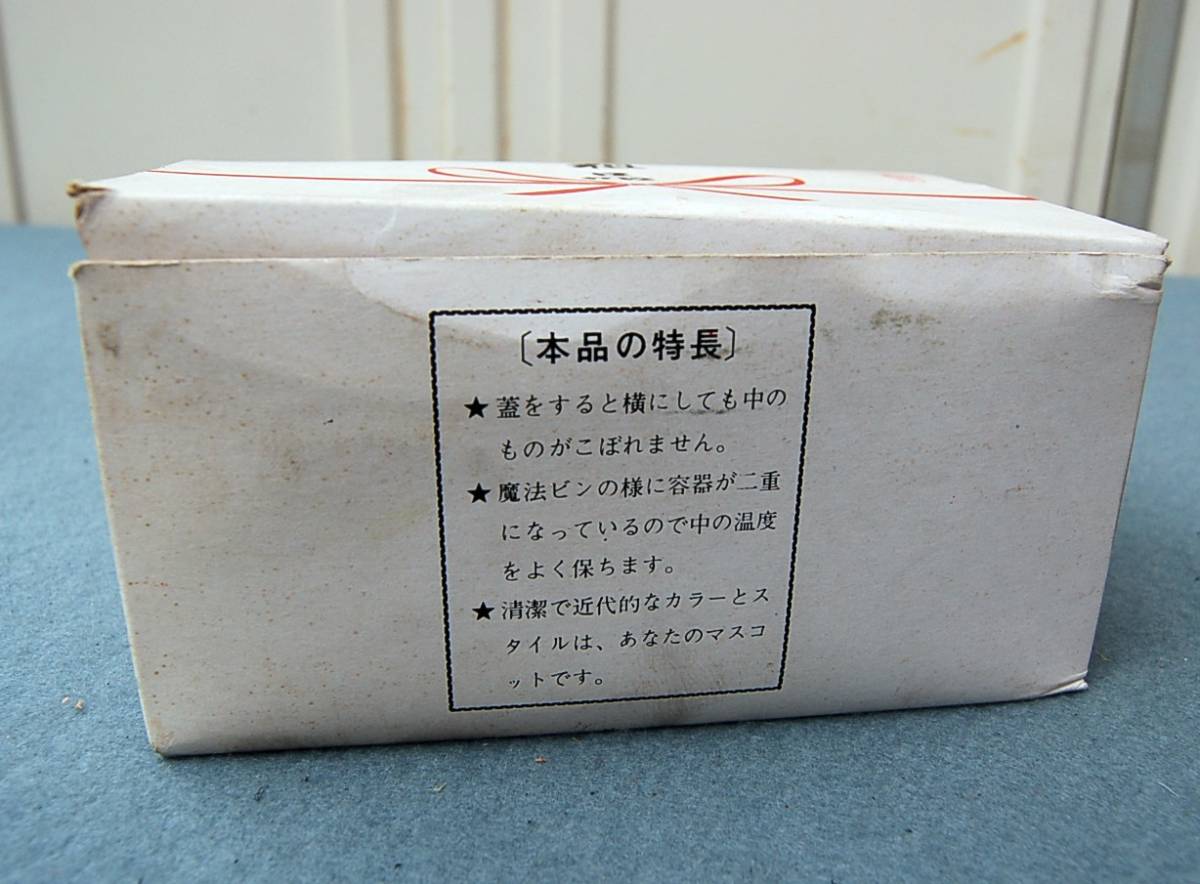 〔本品の特長〕
★蓋をすると横にしても中の
ものがこぼれません。
★魔法ビンの様に容器が二重
になっているので中の温度
をよく保ちます。
★清潔で近代的なカラーとス
タイルは、あなたのマスコ
ットです。